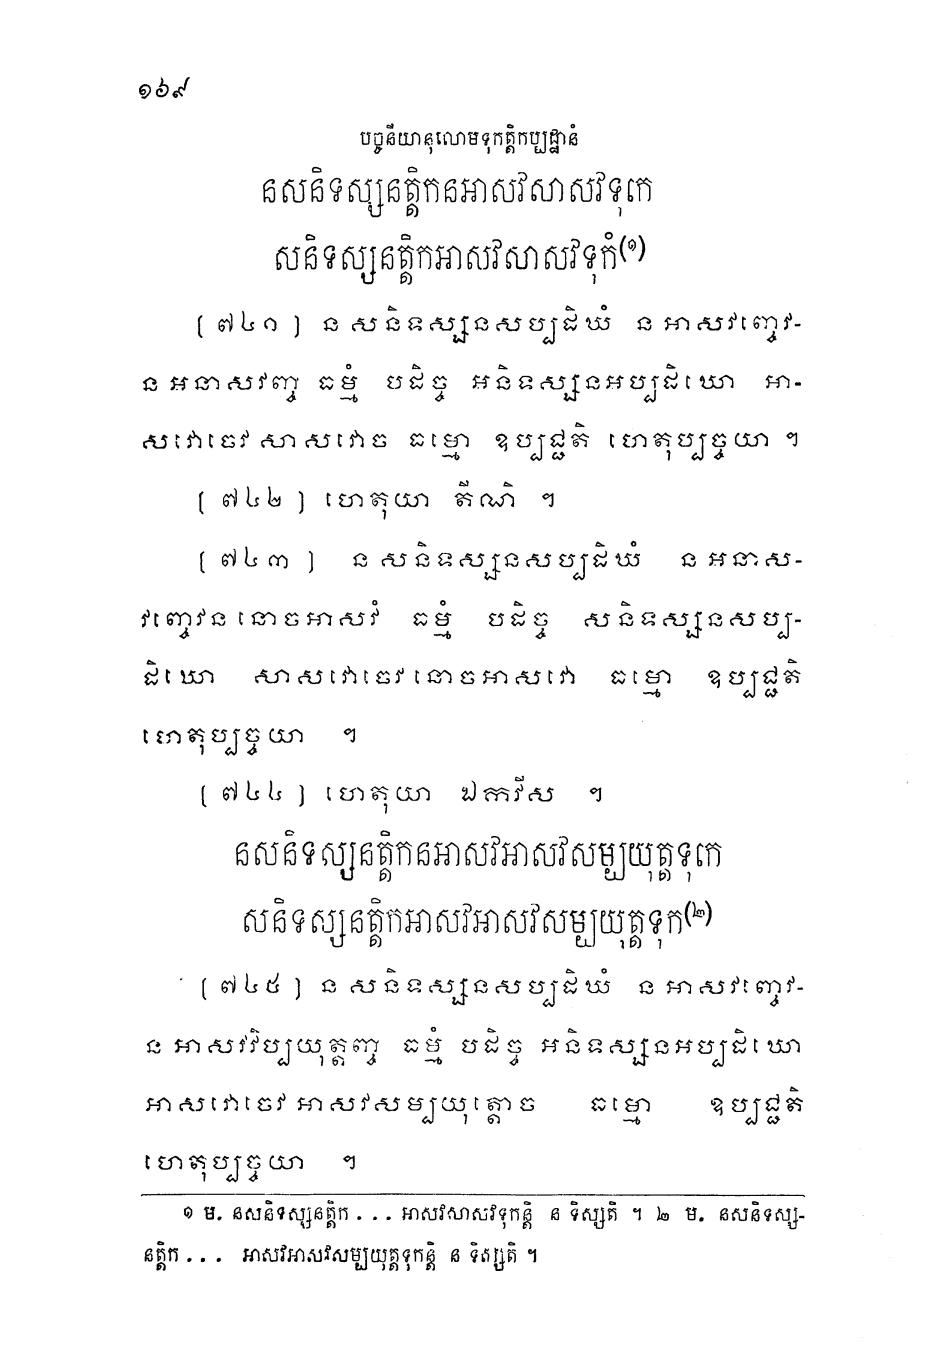 ១៦៩
បច្ចនីយានុលោមទុកត្តិកប្បដ្ឋានំ
នសនិទស្សនត្តិកនអាសវសាសវទុកេ
សនិទស្សនត្តិកអាសវសាសវទុកំ(១)
(៧៤១) ន សនិទស្សនសប្បដិឃំ ន អាសវញ្ចេវ-
ន អនាសវញ្ច ធម្មំ បដិច្ច អនិទស្សនអប្បដិឃោ អា-
សវោចេវ សាសវោច ធម្មោ ឧប្បជ្ជតិ ហេតុប្បច្ចយា ។
(៧៤២) ហេតុយា តីណិ ។
(៧៤៣) ន សនិទស្សនសប្បដិឃំ ន អនាស-
វញ្ចេវន នោចអាសវំ ធម្មំ បដិច្ច សនិទស្សនសប្ប-
ដិឃោ សាសវោចេវ នោចអាសវោ ធម្មោ ឧប្បជ្ជតិ
ហេតុប្បច្ចយា ។
(៧៤៤) ហេតុយា ឯកវីស ។
នសនិទស្សនត្តិកនអាសវអាសវសម្បយុត្តទុកេ
សនិទស្សនត្តិកអាសវអាសវសម្បយុត្តទុក(២)
(៧៤៥) ន សនិទស្សនសប្បដិឃំ ន អាសវញ្ចេវ-
ន អាសវវិប្បយុត្តញ្ច ធម្មំ បដិច្ច អនិទស្សនអប្បដិឃោ
អាសវោចេវ អាសវសម្បយុត្តោច ធម្មោ ឧប្បជ្ជតិ
ហេតុប្បច្ចយា ។
១ ម. នសនិទស្សនត្តិក ... អាសវសាសវទុកន្តិ ន ទិស្សតិ ។ ២ ម. នសនិទស្ស-
នត្តិក ... អាសវអាសវសម្បយុត្តទុកន្តិ ន ទិស្សតិ ។